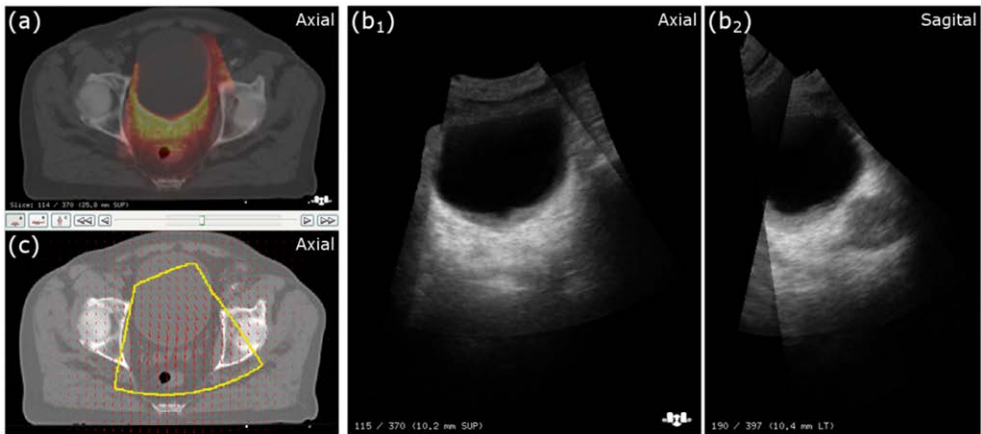 (a)
Axial
Slice: 114 / 370 (25,8 mm SUP)
(c)
Axial
(b₁)
Axial
115 / 370 (10,2 mm SUP)
(b₂)
Sagital
190 / 397 (10,4 mm LT)